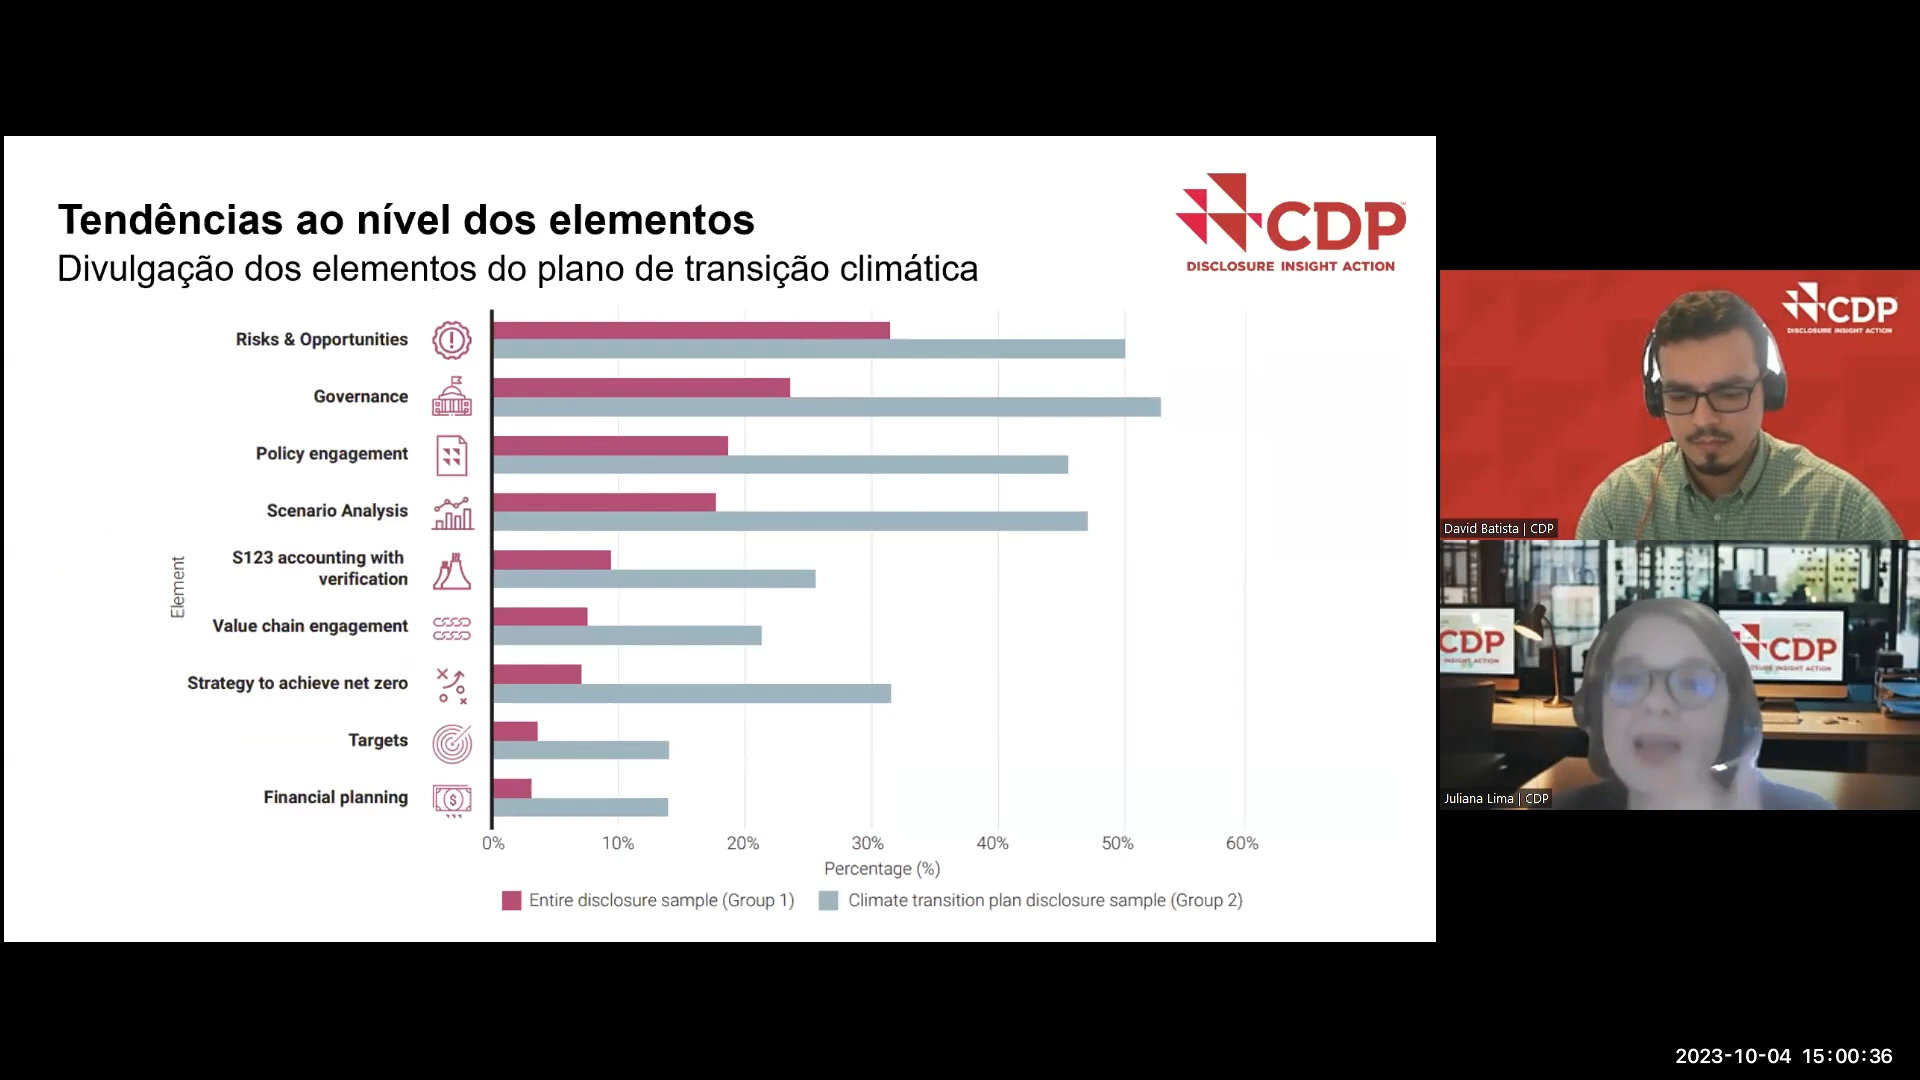 Tendências ao nível dos elementos
Divulgação dos elementos do plano de transição climática
CDP
DISCLOSURE INSIGHT ACTION
Element
Risks & Opportunities
Governance
Policy engagement
Scenario Analysis
S123 accounting with
verification
Value chain engagement
Strategy to achieve net zero
Targets
Financial planning
0% 10% 20% 30% 40% 50% 60%
Percentage (%)
Entire disclosure sample (Group 1) Climate transition plan disclosure sample (Group 2)
CDP
DISCLOSURE INSIGHT ACTION
David Batista | CDP
CDP
INSIGHT ACTION
CDP
INSIGHT ACTION
Juliana Lima | CDP
2023-10-04 15:00:36